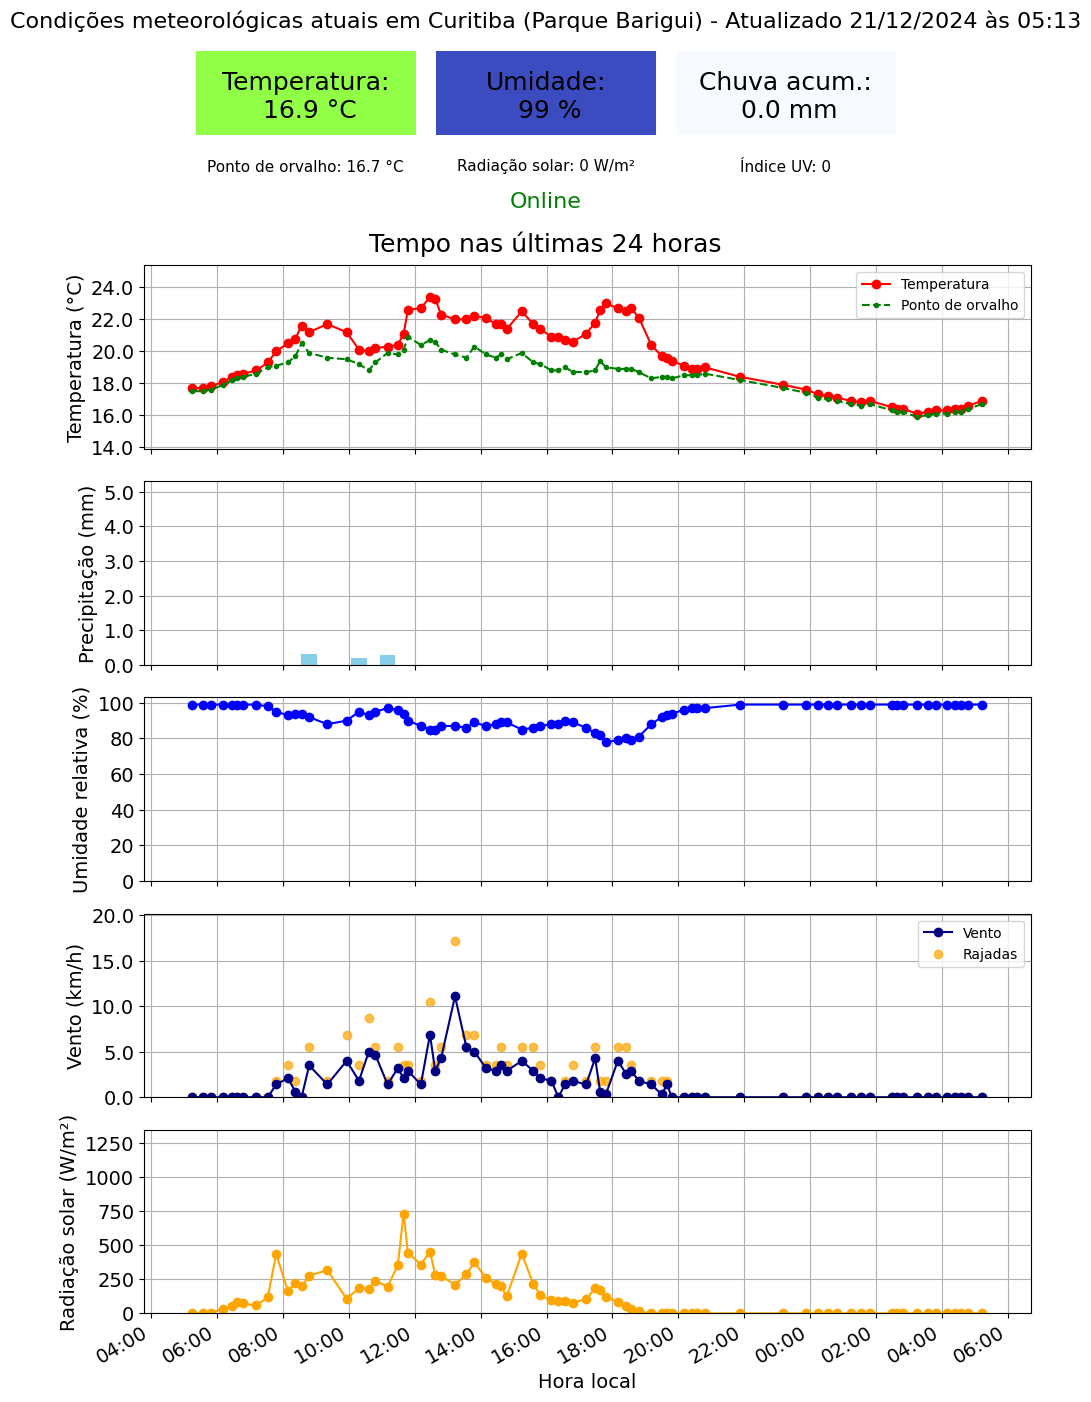 Condições meteorológicas atuais em Curitiba (Parque Barigui) - Atualizado 21/12/2024 às 05:13
Temperatura:
16.9 °C
Umidade:
99 %
Chuva acum.:
0.0 mm
Ponto de orvalho: 16.7 °C
Radiação solar: 0 W/m²
Índice UV: 0
Online
Tempo nas últimas 24 horas
Temperatura (°C)
24.0
22.0
20.0
18.0
16.0
14.0
Temperatura
Ponto de orvalho
Precipitação (mm)
5.0
4.0
3.0
2.0
1.0
0.0
Umidade relativa (%)
100
80
60
40
20
0
Vento (km/h)
20.0
15.0
10.0
5.0
0.0
Vento
Rajadas
Radiação solar (W/m²)
1250
1000
750
500
250
0
04:00
06:00
08:00
10:00
12:00
14:00
16:00
18:00
20:00
22:00
00:00
02:00
04:00
06:00
Hora local